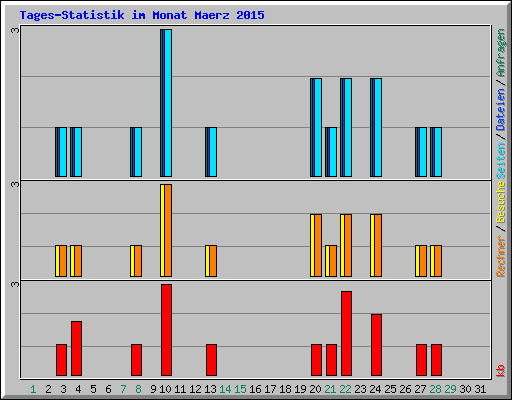 Tages-Statistik im Monat Maerz 2015
3
3
3
Rechner / Besuche Seiten / Dateien / Anfragen
kb
1 2 3 4 5 6 7 8 9 10 11 12 13 14 15 16 17 18 19 20 21 22 23 24 25 26 27 28 29 30 31